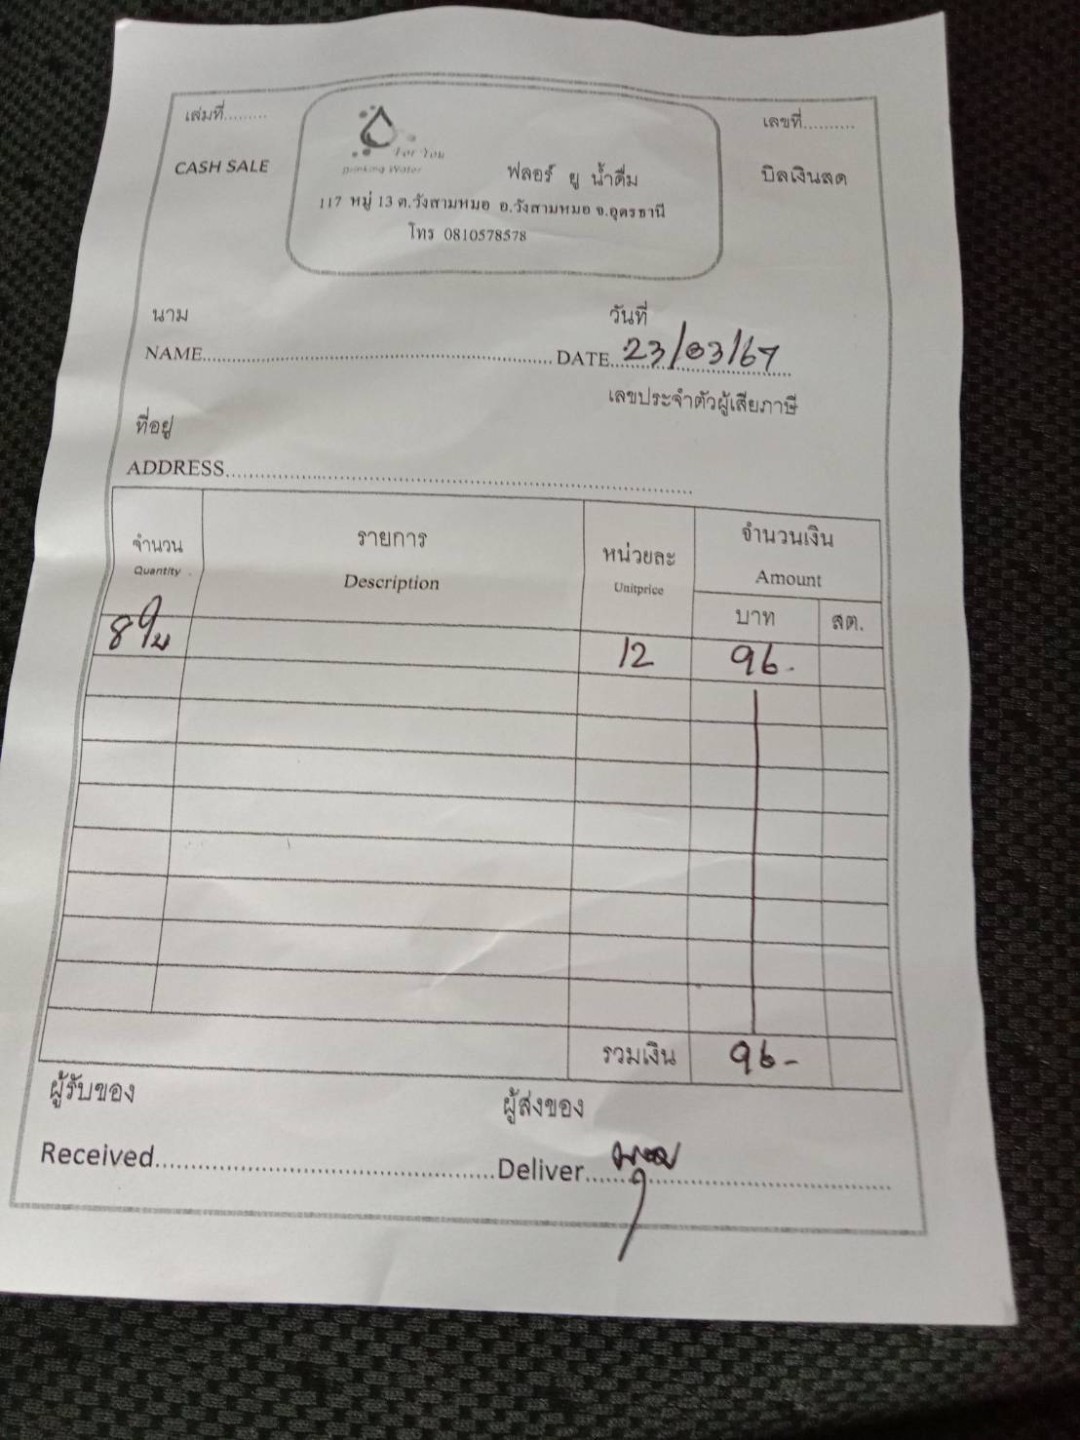 เล่มที่......... เลขที่..........
CASH SALE บิลเงินสด
For You
Drinking Water
ฟลอร์ ยู น้ำดื่ม
117 หมู่ 13 ต.วังสามหมอ อ.วังสามหมอ จ.อุดรธานี
โทร 0810578578
นาม วันที่
NAME.................................................. DATE 23/03/67
เลขประจำตัวผู้เสียภาษี
ที่อยู่
ADDRESS..................................................
จำนวน รายการ หน่วยละ จำนวนเงิน
Quantity Description Unitprice Amount
บาท สต.
8 ใบ 12 96.-
รวมเงิน 96.-
ผู้รับของ ผู้ส่งของ
Received.................................................. Deliver..................................................